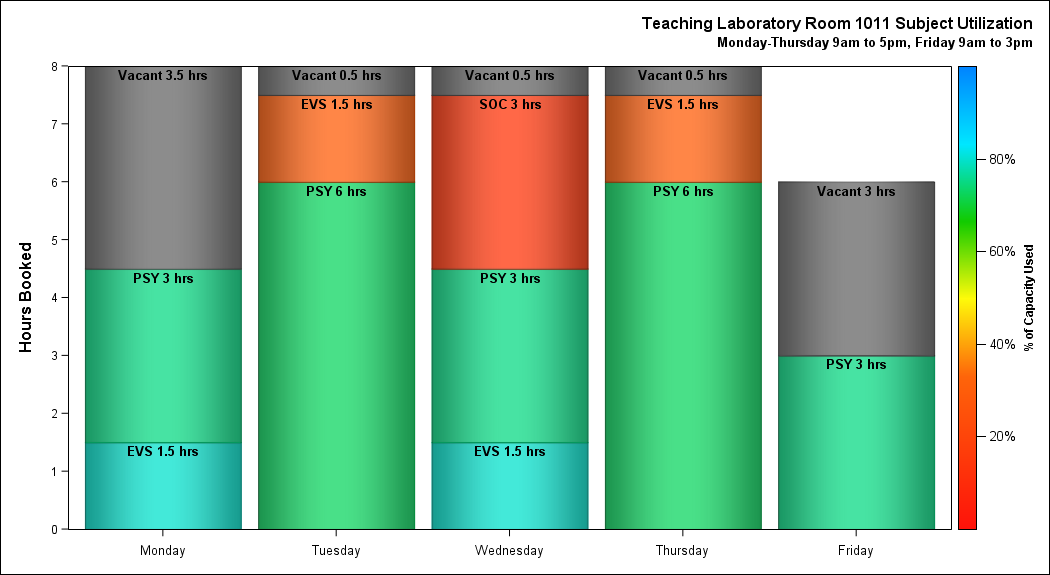 Teaching Laboratory Room 1011 Subject Utilization
Monday-Thursday 9am to 5pm, Friday 9am to 3pm
Hours Booked
8
7
6
5
4
3
2
1
0
Vacant 3.5 hrs
PSY 3 hrs
EVS 1.5 hrs
Vacant 0.5 hrs
EVS 1.5 hrs
PSY 6 hrs
Vacant 0.5 hrs
SOC 3 hrs
PSY 3 hrs
EVS 1.5 hrs
Vacant 0.5 hrs
EVS 1.5 hrs
PSY 6 hrs
Vacant 3 hrs
PSY 3 hrs
Monday
Tuesday
Wednesday
Thursday
Friday
80%
60%
40%
20%
% of Capacity Used